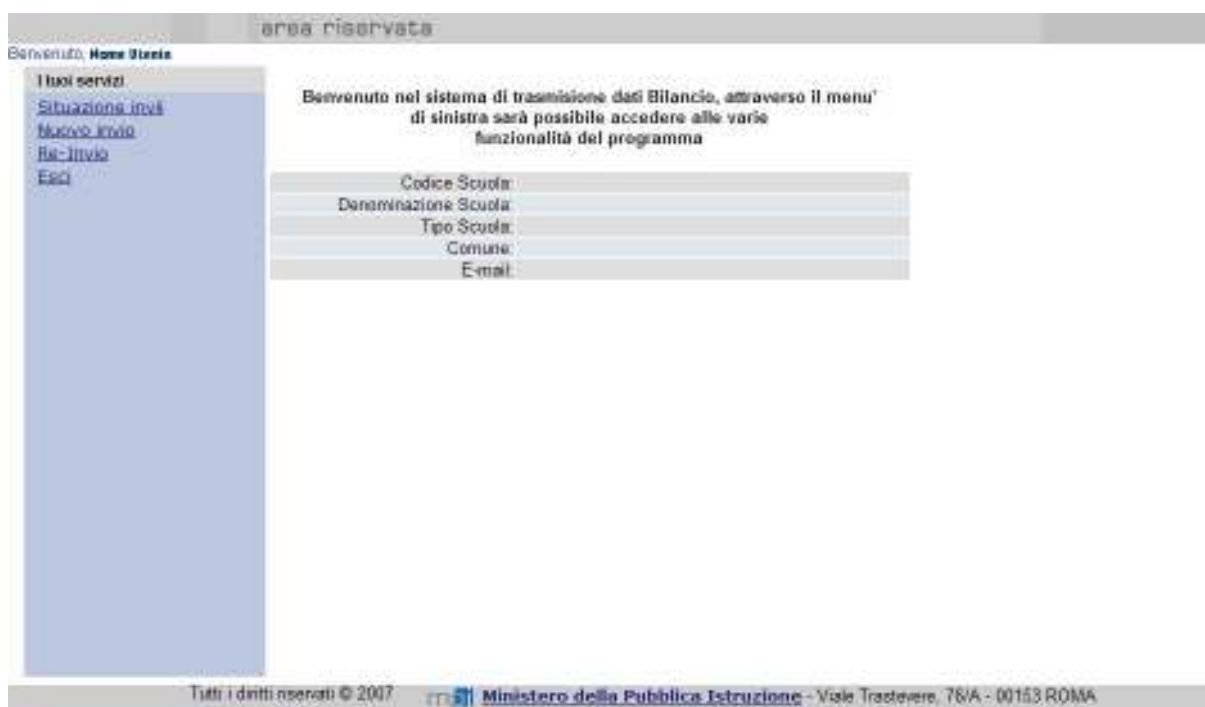 area riservata
Benvenuto, Nome Utente
I tuoi servizi
Situazione invii
Nuovo invio
Re-Invio
Esci
Benvenuto nel sistema di trasmisione dati Bilancio, attraverso il menu'
di sinistra sarà possibile accedere alle varie
funzionalità del programma
Codice Scuola:
Denominazione Scuola:
Tipo Scuola:
Comune:
E-mail:
Tutti i diritti riservati © 2007 Ministero della Pubblica Istruzione - Viale Trastevere, 76/A - 00153 ROMA